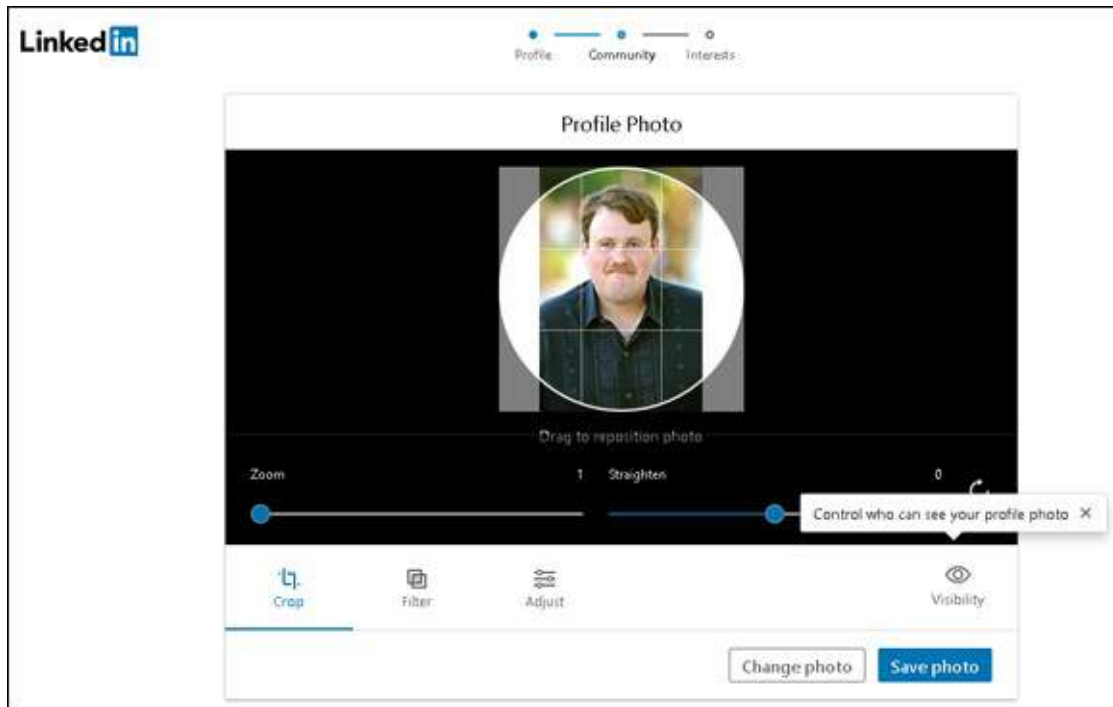 Linked in
Profile Community Interests
Profile Photo
Drag to reposition photo
Zoom 1 Straighten 0
Control who can see your profile photo ×
Crop Filter Adjust Visibility
Change photo Save photo